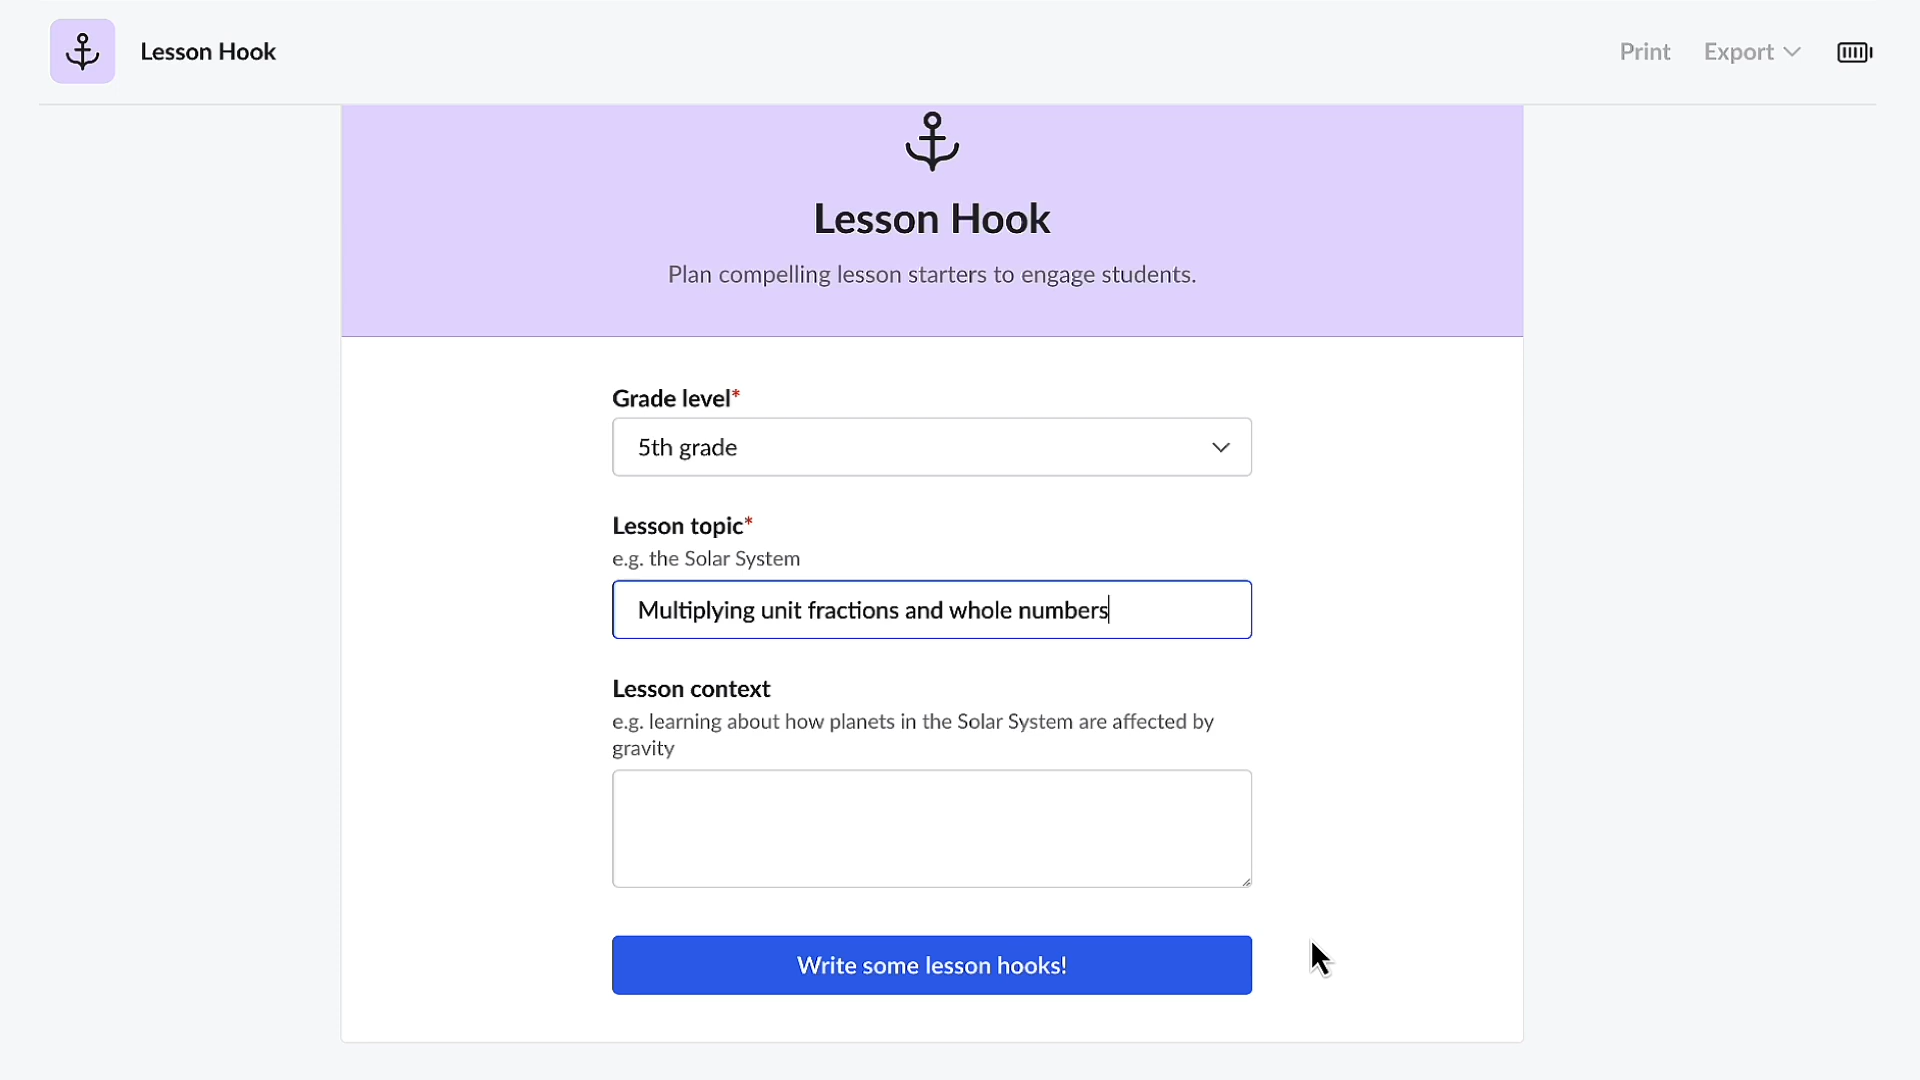 Lesson Hook
Print
Export
Lesson Hook
Plan compelling lesson starters to engage students.
Grade level*
5th grade
Lesson topic*
e.g. the Solar System
Multiplying unit fractions and whole numbers
Lesson context
e.g. learning about how planets in the Solar System are affected by
gravity
Write some lesson hooks!